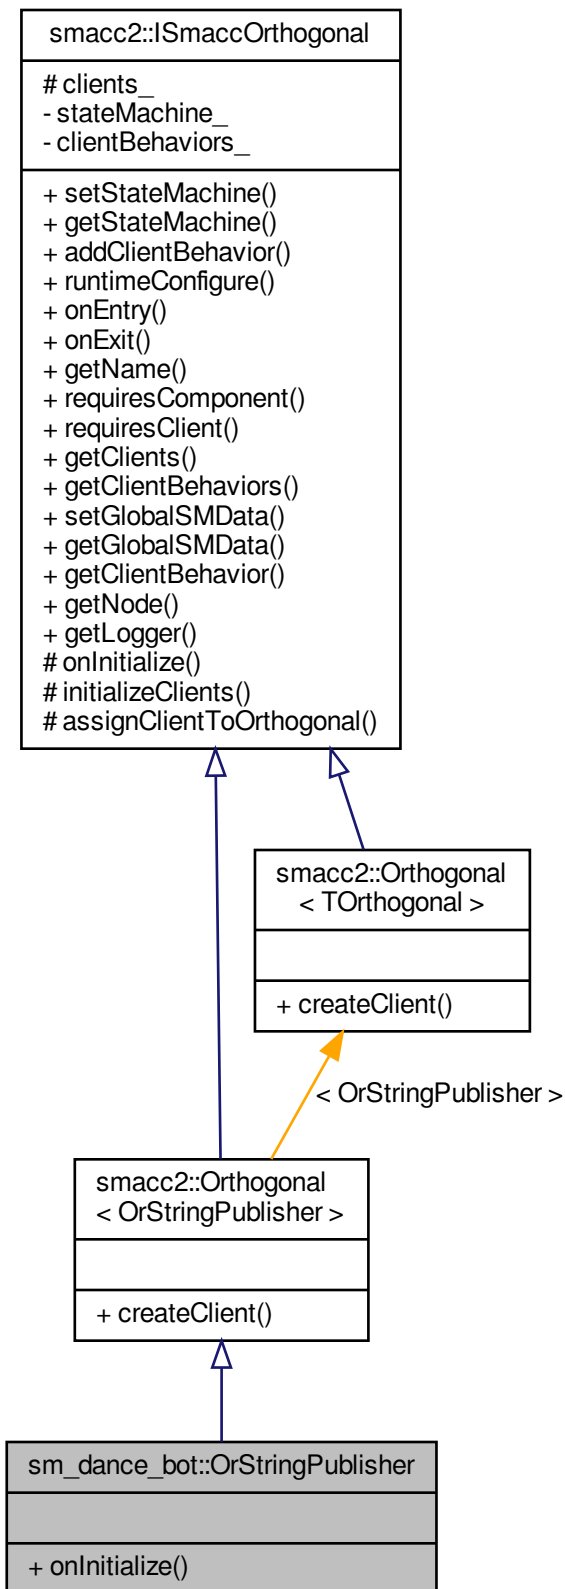 smacc2::ISmaccOrthogonal
# clients_
- stateMachine_
- clientBehaviors_
+ setStateMachine()
+ getStateMachine()
+ addClientBehavior()
+ runtimeConfigure()
+ onEntry()
+ onExit()
+ getName()
+ requiresComponent()
+ requiresClient()
+ getClients()
+ getClientBehaviors()
+ setGlobalSMData()
+ getGlobalSMData()
+ getClientBehavior()
+ getNode()
+ getLogger()
# onInitialize()
# initializeClients()
# assignClientToOrthogonal()
smacc2::Orthogonal
< TOrthogonal >
+ createClient()
< OrStringPublisher >
smacc2::Orthogonal
< OrStringPublisher >
+ createClient()
sm_dance_bot::OrStringPublisher
+ onInitialize()